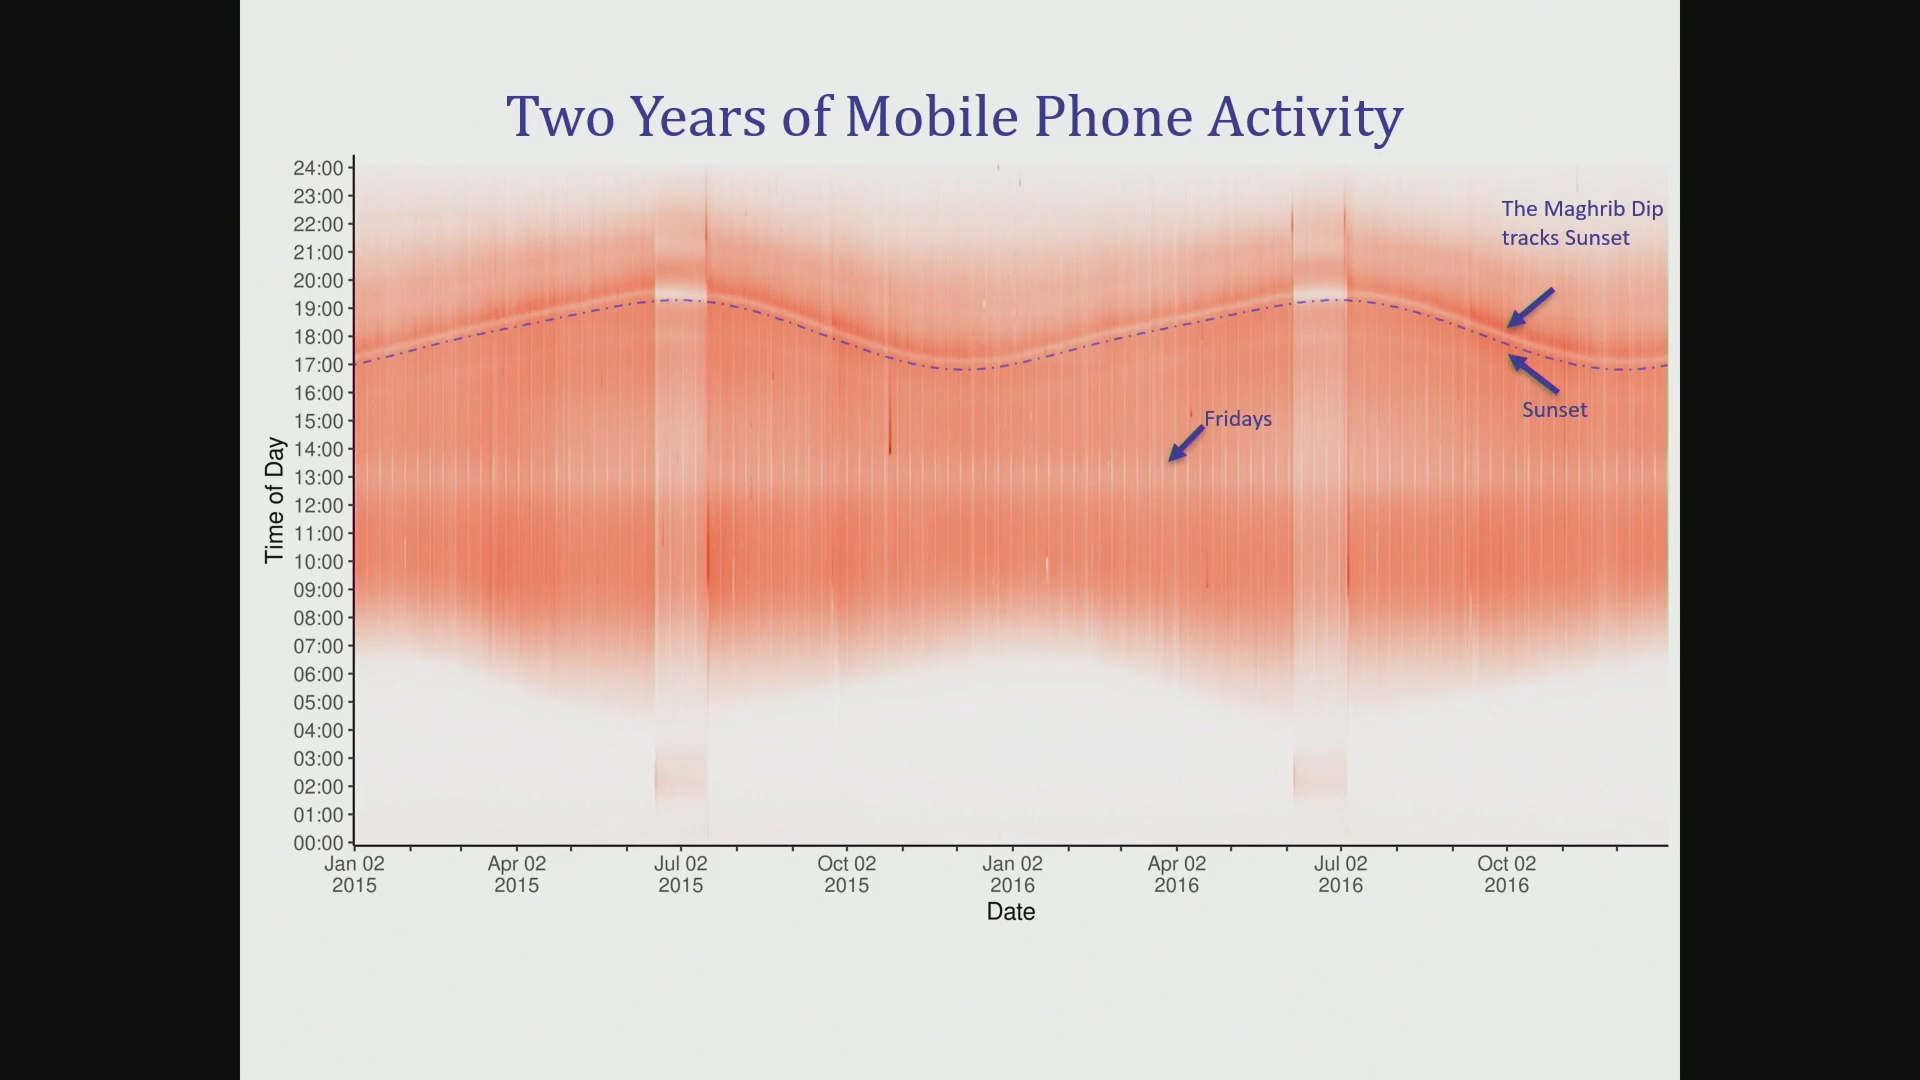 Two Years of Mobile Phone Activity
24:00
23:00
22:00
21:00
20:00
19:00
18:00
17:00
16:00
15:00
14:00
13:00
12:00
11:00
10:00
09:00
08:00
07:00
06:00
05:00
04:00
03:00
02:00
01:00
00:00
Time of Day
The Maghrib Dip
tracks Sunset
Sunset
Fridays
Jan 02 Apr 02 Jul 02 Oct 02 Jan 02 Apr 02 Jul 02 Oct 02
2015 2015 2015 2015 2016 2016 2016 2016
Date